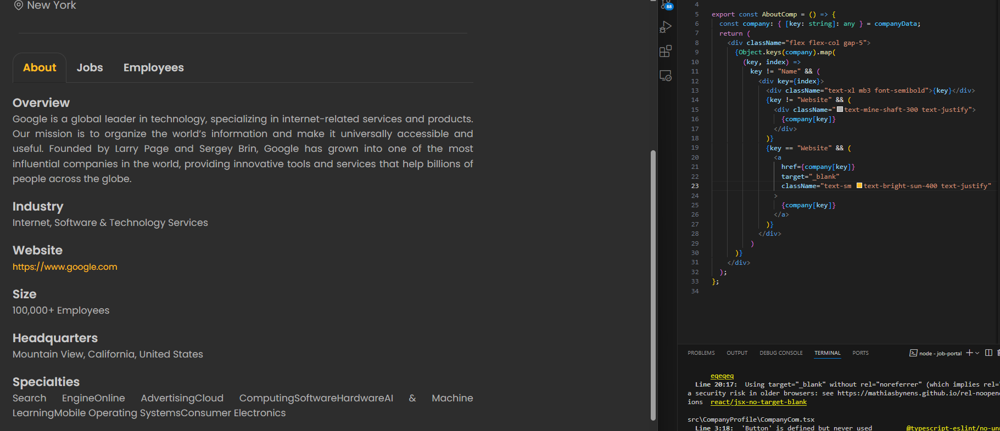 New York
About Jobs Employees
Overview
Google is a global leader in technology, specializing in internet-related services and products.
Our mission is to organize the world's information and make it universally accessible and
useful. Founded by Larry Page and Sergey Brin, Google has grown into one of the most
influential companies in the world, providing innovative tools and services that help billions of
people across the globe.
Industry
Internet, Software & Technology Services
Website
https://www.google.com
Size
100,000+ Employees
Headquarters
Mountain View, California, United States
Specialties
Search EngineOnline AdvertisingCloud ComputingSoftwareHardwareAI & Machine
LearningMobile Operating SystemsConsumer Electronics
88
4
5 export const AboutComp = () => {
6 const company: { [key: string]: any } = companyData;
7 return (
8 <div className="flex flex-col gap-5">
9 {Object.keys(company).map(
10 (key, index) =>
11 key != "Name" && (
12 <div key={index}>
13 <div className="text-xl mb3 font-semibold">{key}</div>
14 {key != "Website" && (
15 <div className="text-mine-shaft-300 text-justify">
16 {company[key]}
17 </div>
18 )}
19 {key == "Website" && (
20 <a
21 href={company[key]}
22 target="_blank"
23 className="text-sm text-bright-sun-400 text-justify"
24 >
25 {company[key]}
26 </a>
27 )}
28 </div>
29 )
30 )}
31 </div>
32 );
33 };
34
PROBLEMS OUTPUT DEBUG CONSOLE TERMINAL PORTS node - job-portal
eqeqeq
Line 20:17: Using target="_blank" without rel="noreferrer" (which implies rel="
a security risk in older browsers: see https://mathiasbynens.github.io/rel-noopene
ions react/jsx-no-target-blank
src\CompanyProfile\CompanyCom.tsx
Line 3:18: 'Button' is defined but never used @typescript-eslint/no-unu